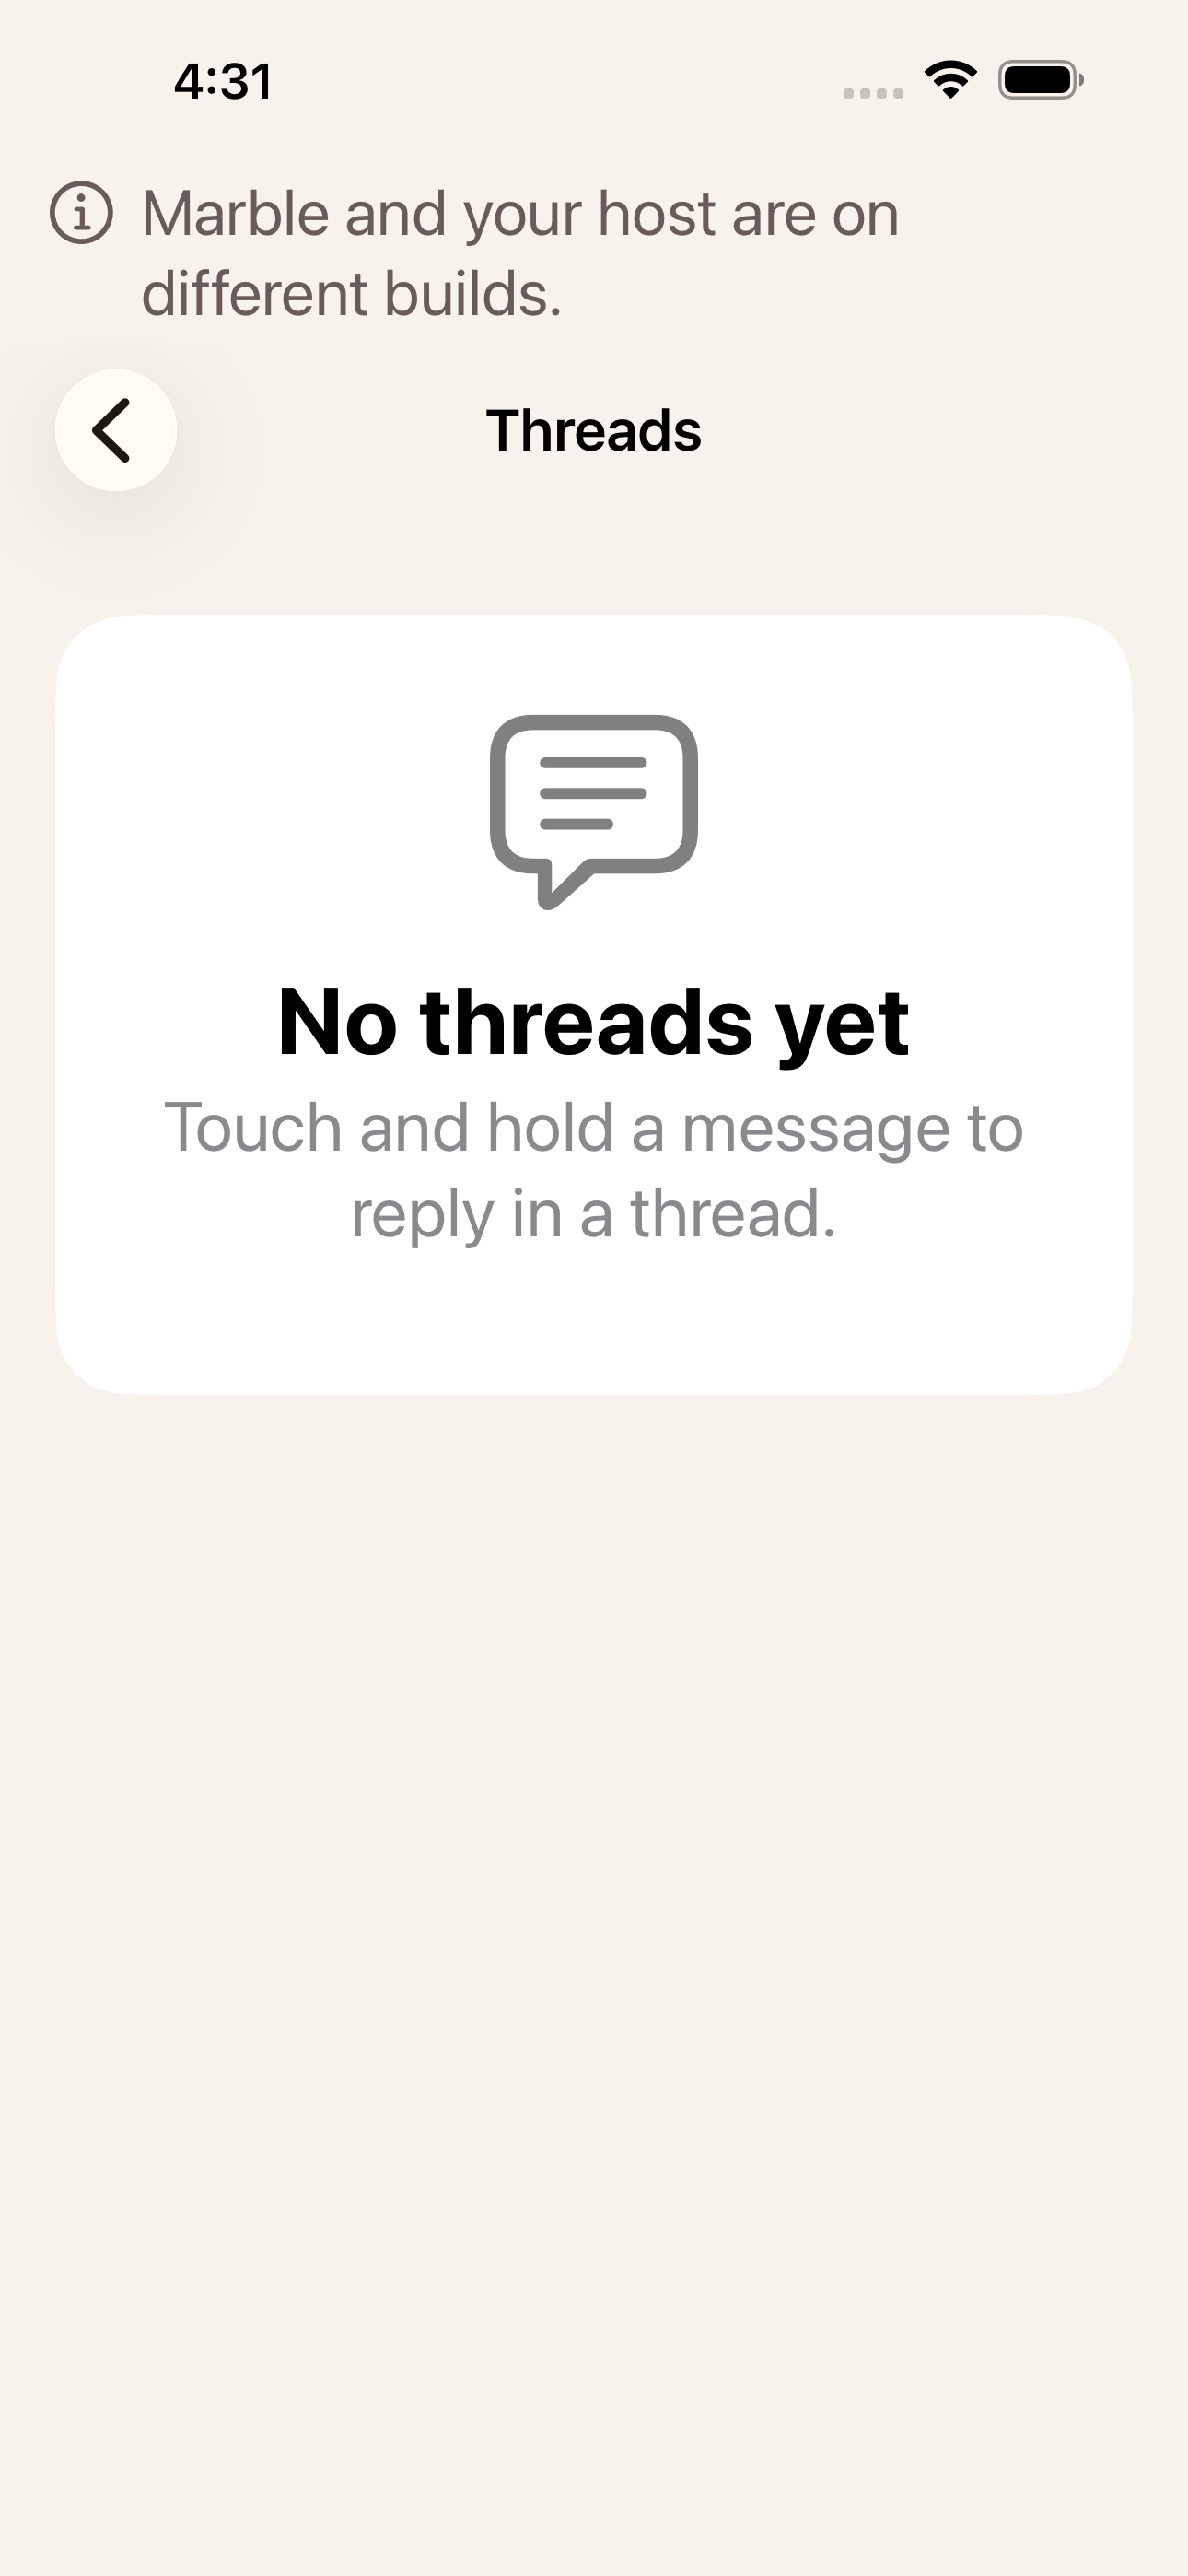 4:31
Marble and your host are on
different builds.
Threads
No threads yet
Touch and hold a message to
reply in a thread.